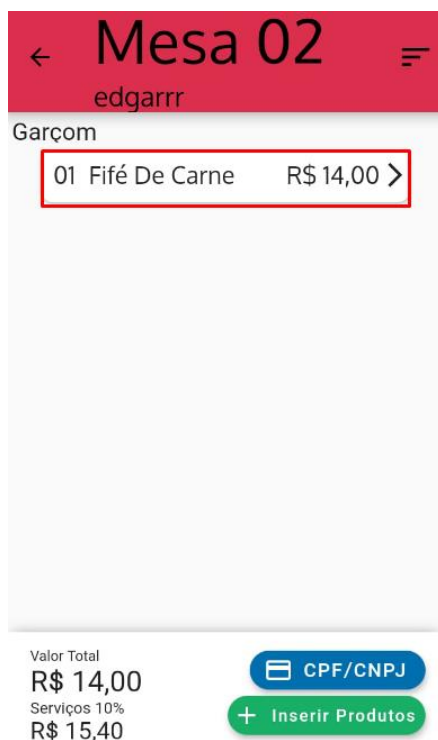 Mesa 02
edgarrr
Garçom
01 Fifé De Carne R$ 14,00
Valor Total
R$ 14,00
Serviços 10%
R$ 15,40
CPF/CNPJ
+ Inserir Produtos